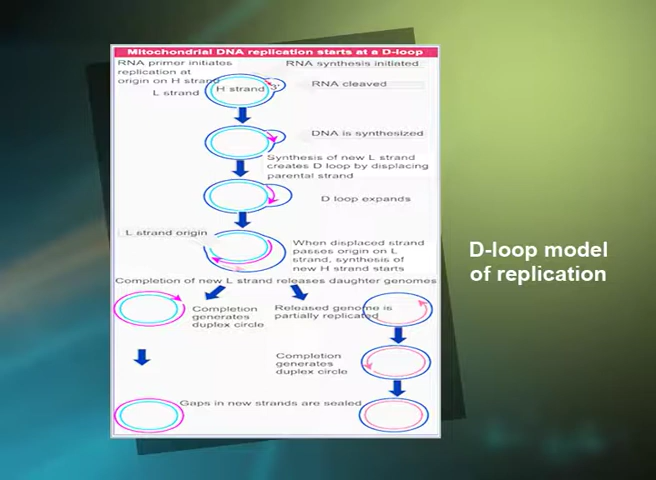 Mitochondrial DNA replication starts at a D-loop
RNA primer initiates
replication at
origin on H strand
RNA synthesis initiated
L strand
H strand
3'
RNA cleaved
DNA is synthesized
Synthesis of new L strand
creates D loop by displacing
parental strand
D loop expands
L strand origin
When displaced strand
passes origin on L
strand, synthesis of
new H strand starts
Completion of new L strand releases daughter genomes
Completion
generates
duplex circle
Released genome is
partially replicated
Completion
generates
duplex circle
Gaps in new strands are sealed
D-loop model
of replication